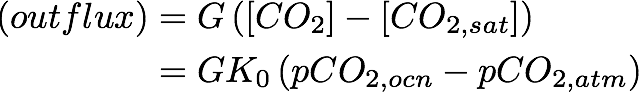 (outflux) = G ([CO₂] − [CO₂,sat])
= GK₀ (pCO₂,ocn − pCO₂,atm)